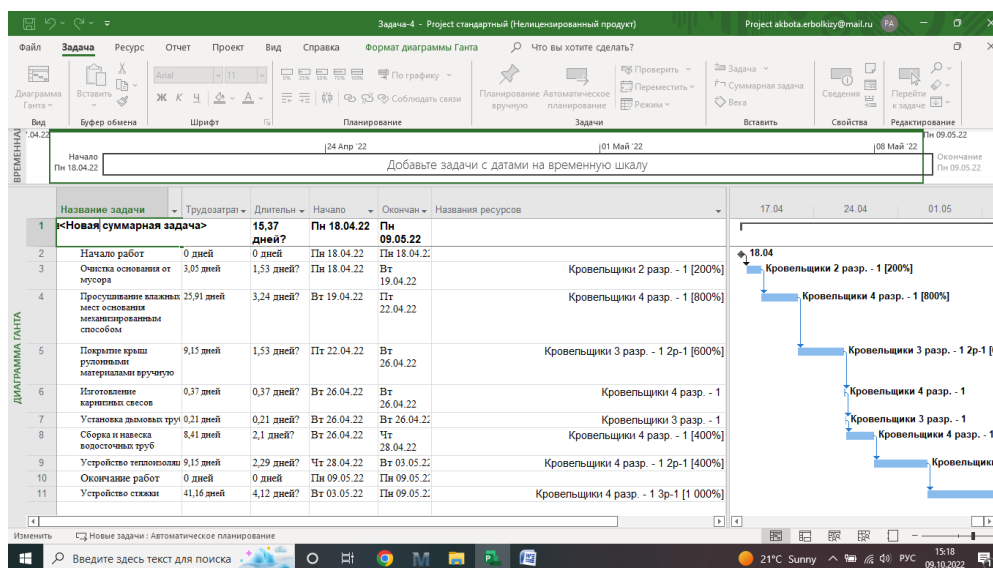 Задача-4 - Project стандартный (Нелицензированный продукт)
Project akbota.erbolkizy@mail.ru PA
Файл Задача Ресурс Отчет Проект Вид Справка Формат диаграммы Ганта Что вы хотите сделать?
Диаграмма Ганта
Вставить
Arial 11
Ж К Ч
0% 25% 50% 75% 100%
По графику
Соблюдать связи
Планирование вручную
Автоматическое планирование
Проверить
Переместить
Режим
Задача
Суммарная задача
Веха
Сведения
Перейти к задаче
Вид Буфер обмена Шрифт Планирование Задачи Вставить Свойства Редактирование
ВРЕМЕННАЯ
'.04.22
Пн 09.05.22
24 Апр '22 01 Май '22 08 Май '22
Начало
Пн 18.04.22
Добавьте задачи с датами на временную шкалу
Окончание
Пн 09.05.22
ДИАГРАММА ГАНТА
Название задачи Трудозатрат Длительн Начало Окончан Названия ресурсов 17.04 24.04 01.05
1 <Новая суммарная задача> 15,37 дней? Пн 18.04.22 Пн 09.05.22
2 Начало работ 0 дней 0 дней Пн 18.04.22 Пн 18.04.22 18.04
3 Очистка основания от мусора 3,05 дней 1,53 дней? Пн 18.04.22 Вт 19.04.22 Кровельщики 2 разр. - 1 [200%] Кровельщики 2 разр. - 1 [200%]
4 Просушивание влажных мест основания механизированным способом 25,91 дней 3,24 дней? Вт 19.04.22 Пт 22.04.22 Кровельщики 4 разр. - 1 [800%] Кровельщики 4 разр. - 1 [800%]
5 Покрытие крыш рулонными материалами вручную 9,15 дней 1,53 дней? Пт 22.04.22 Вт 26.04.22 Кровельщики 3 разр. - 1 2р-1 [600%] Кровельщики 3 разр. - 1 2р-1 [
6 Изготовление карнизных свесов 0,37 дней 0,37 дней? Вт 26.04.22 Вт 26.04.22 Кровельщики 4 разр. - 1 Кровельщики 4 разр. - 1
7 Установка дымовых тру 0,21 дней 0,21 дней? Вт 26.04.22 Вт 26.04.22 Кровельщики 3 разр. - 1 Кровельщики 3 разр. - 1
8 Сборка и навеска водосточных труб 8,41 дней 2,1 дней? Вт 26.04.22 Чт 28.04.22 Кровельщики 4 разр. - 1 [400%] Кровельщики 4 разр. - 1
9 Устройство теплоизоляц 9,15 дней 2,29 дней? Чт 28.04.22 Вт 03.05.22 Кровельщики 4 разр. - 1 2р-1 [400%] Кровельщики
10 Окончание работ 0 дней 0 дней Пн 09.05.22 Пн 09.05.22
11 Устройство стяжки 41,16 дней 4,12 дней? Вт 03.05.22 Пн 09.05.22 Кровельщики 4 разр. - 1 3р-1 [1 000%]
Изменить Новые задачи : Автоматическое планирование
Введите здесь текст для поиска
21°C Sunny РУС 15:18
09.10.2022